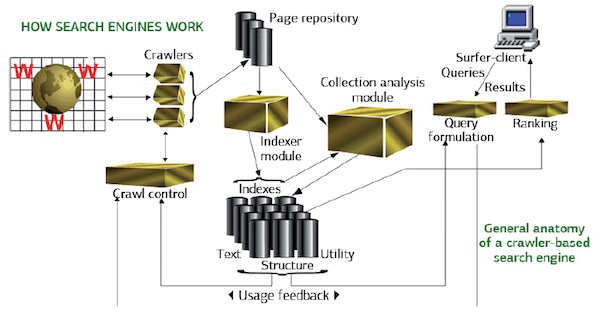 HOW SEARCH ENGINES WORK
Page repository
Crawlers
W W
W
Surfer-client
Queries
Results
Collection analysis
module
Indexer
module
Query
formulation
Ranking
Crawl control
Indexes
Text
Utility
Structure
Usage feedback
General anatomy
of a crawler-based
search engine